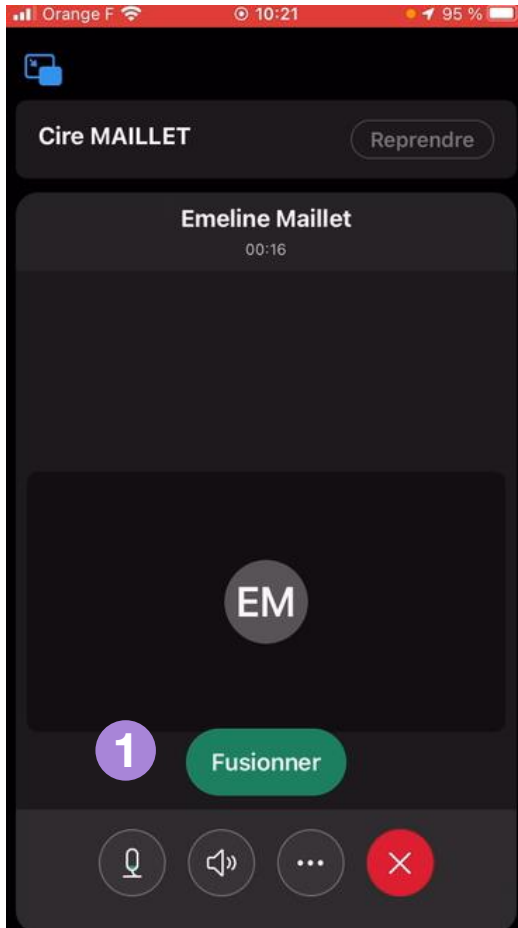 Orange F 10:21 95 %
Cire MAILLET Reprendre
Emeline Maillet
00:16
EM
1 Fusionner